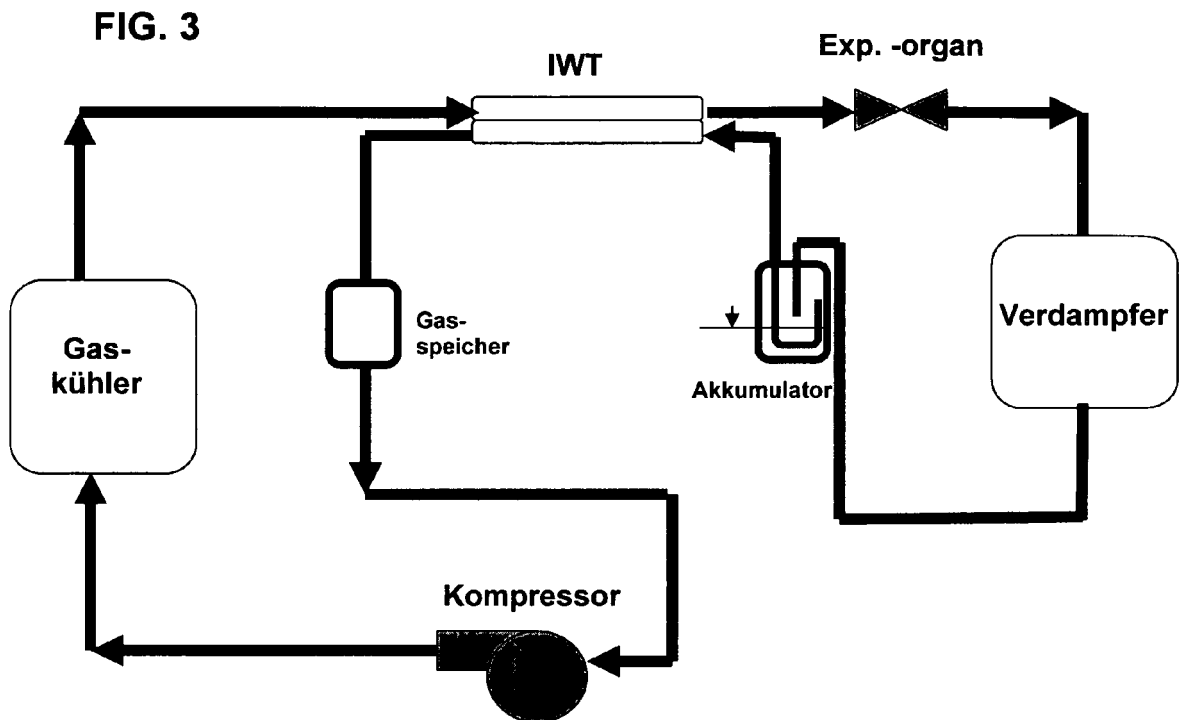 FIG. 3
IWT
Exp. -organ
Gas-
kühler
Gas-
speicher
Akkumulator
Verdampfer
Kompressor